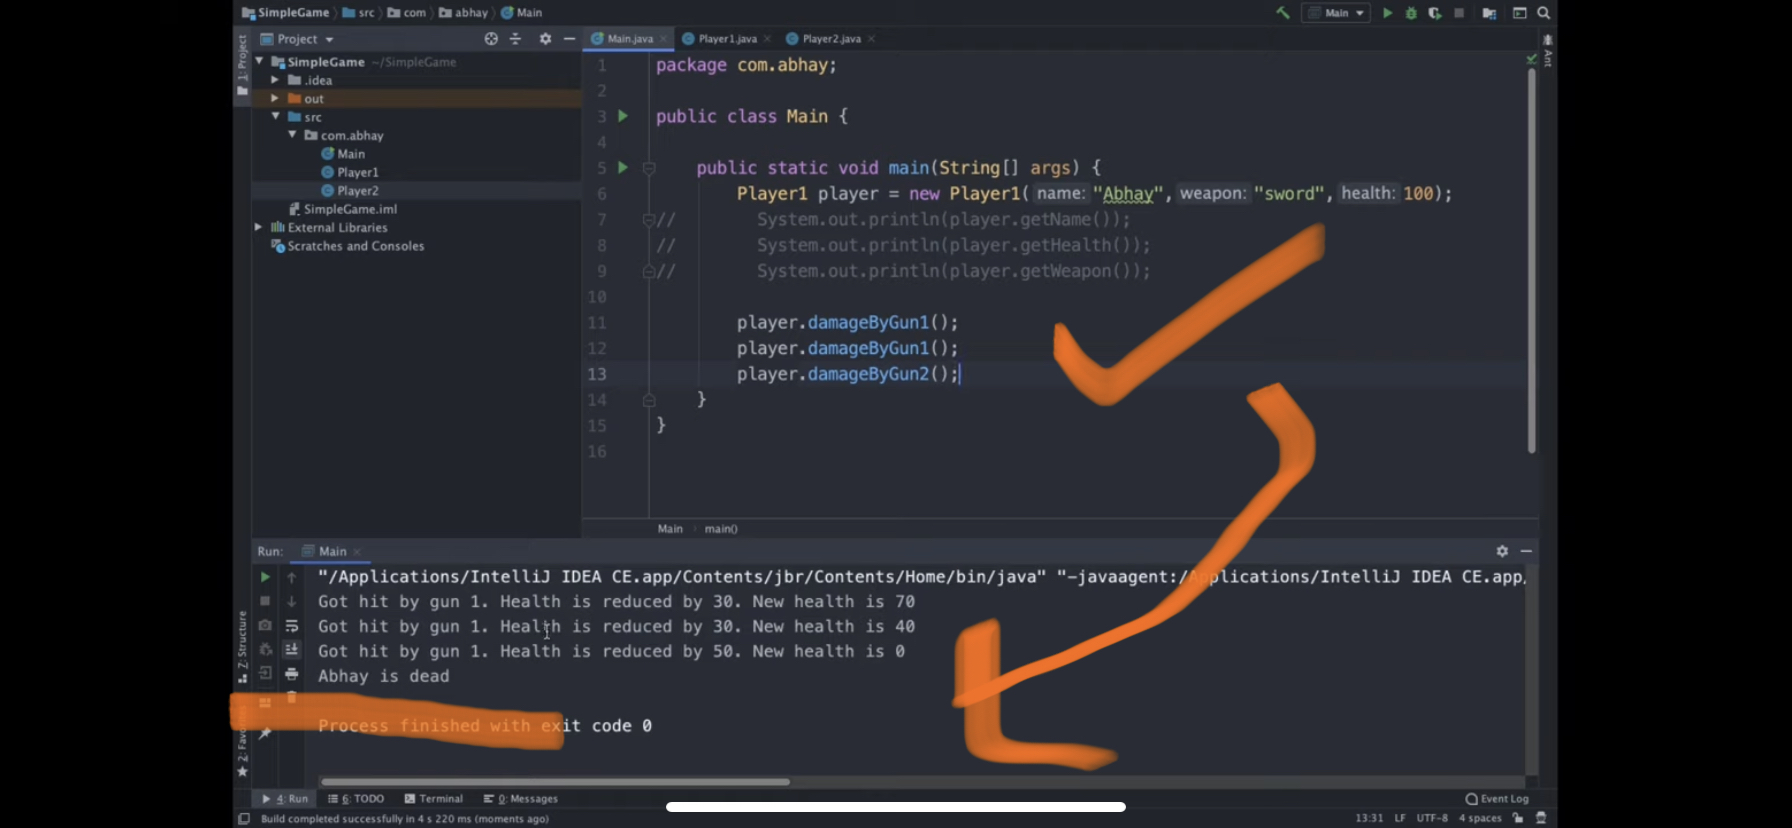 SimpleGame src com abhay Main
Main
Project
Main.java Player1.java Player2.java
1: Project
Ant
SimpleGame ~/SimpleGame
.idea
out
src
com.abhay
Main
Player1
Player2
SimpleGame.iml
External Libraries
Scratches and Consoles
1 package com.abhay;
2
3 public class Main {
4
5 public static void main(String[] args) {
6 Player1 player = new Player1( name: "Abhay", weapon: "sword", health: 100);
7 // System.out.println(player.getName());
8 // System.out.println(player.getHealth());
9 // System.out.println(player.getWeapon());
10
11 player.damageByGun1();
12 player.damageByGun1();
13 player.damageByGun2();
14 }
15 }
16
Main main()
Run: Main
"/Applications/IntelliJ IDEA CE.app/Contents/jbr/Contents/Home/bin/java" "-javaagent:/Applications/IntelliJ IDEA CE.app/
Got hit by gun 1. Health is reduced by 30. New health is 70
Got hit by gun 1. Health is reduced by 30. New health is 40
Got hit by gun 1. Health is reduced by 50. New health is 0
Abhay is dead
Process finished with exit code 0
Z: Structure
2: Favorites
4: Run 6: TODO Terminal 0: Messages Event Log
Build completed successfully in 4 s 220 ms (moments ago) 13:31 LF UTF-8 4 spaces